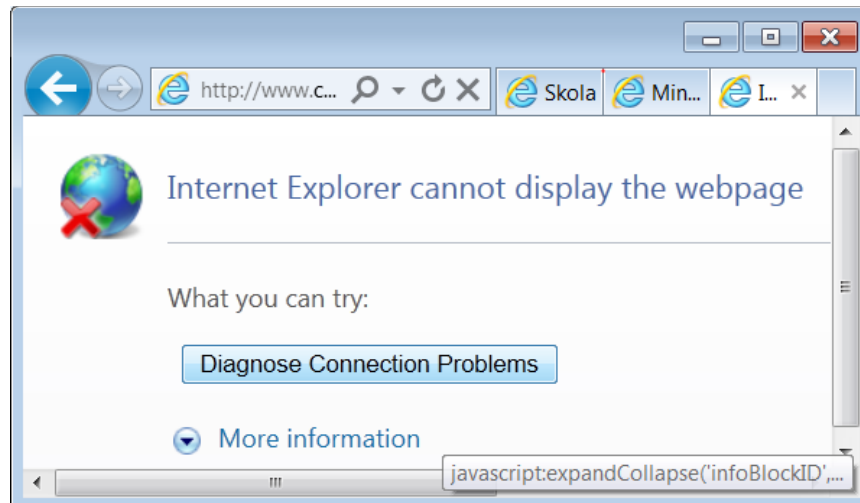 http://www.c... Skola Min... I...
Internet Explorer cannot display the webpage
What you can try:
Diagnose Connection Problems
More information
javascript:expandCollapse('infoBlockID',...